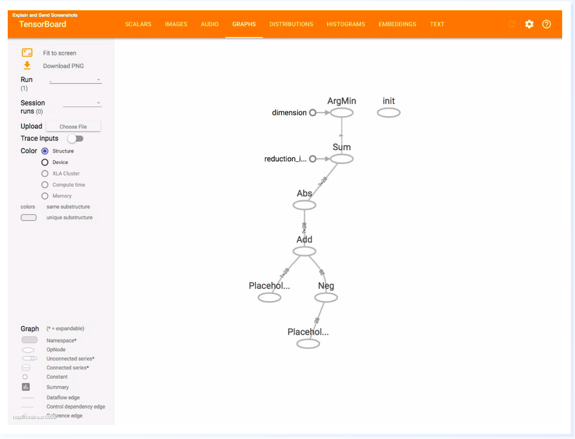 Explain and Send Screenshots
TensorBoard
SCALARS IMAGES AUDIO GRAPHS DISTRIBUTIONS HISTOGRAMS EMBEDDINGS TEXT
Fit to screen
Download PNG
Run
(1)
Session
runs (0)
Upload Choose File
Trace inputs
Color Structure
Device
XLA Cluster
Compute time
Memory
colors same substructure
unique substructure
ArgMin init
dimension
Sum
reduction_i...
Abs
Add
Placehol... Neg
Placehol...
Graph (* = expandable)
Namespace*
OpNode
Unconnected series*
Connected series*
Constant
Summary
Dataflow edge
Control dependency edge
Reference edge